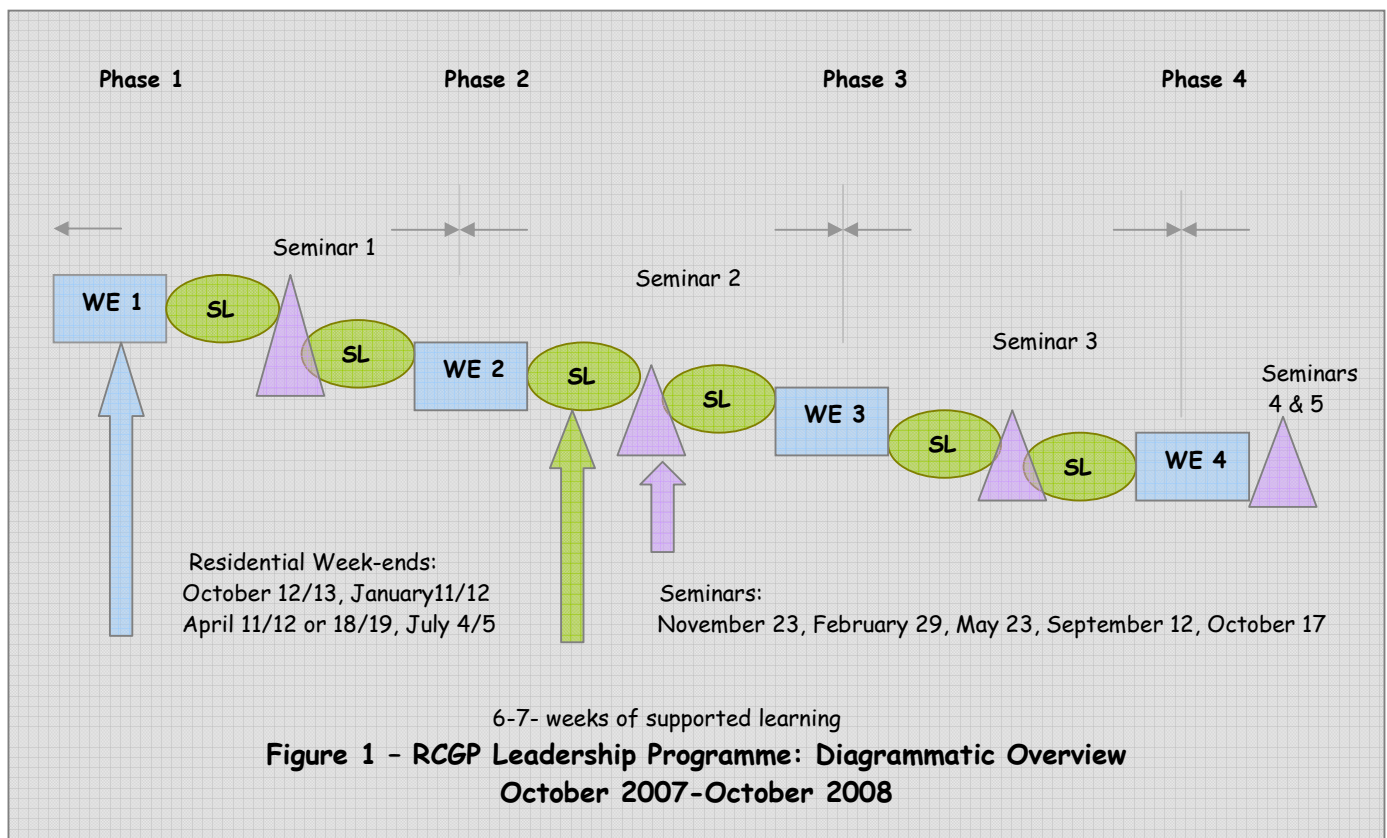 Phase 1 Phase 2 Phase 3 Phase 4
Seminar 1
Seminar 2
Seminar 3
Seminars
4 & 5
WE 1
SL
SL
WE 2
SL
SL
WE 3
SL
SL
WE 4
Residential Week-ends:
October 12/13, January11/12
April 11/12 or 18/19, July 4/5
Seminars:
November 23, February 29, May 23, September 12, October 17
6-7- weeks of supported learning
Figure 1 – RCGP Leadership Programme: Diagrammatic Overview
October 2007-October 2008